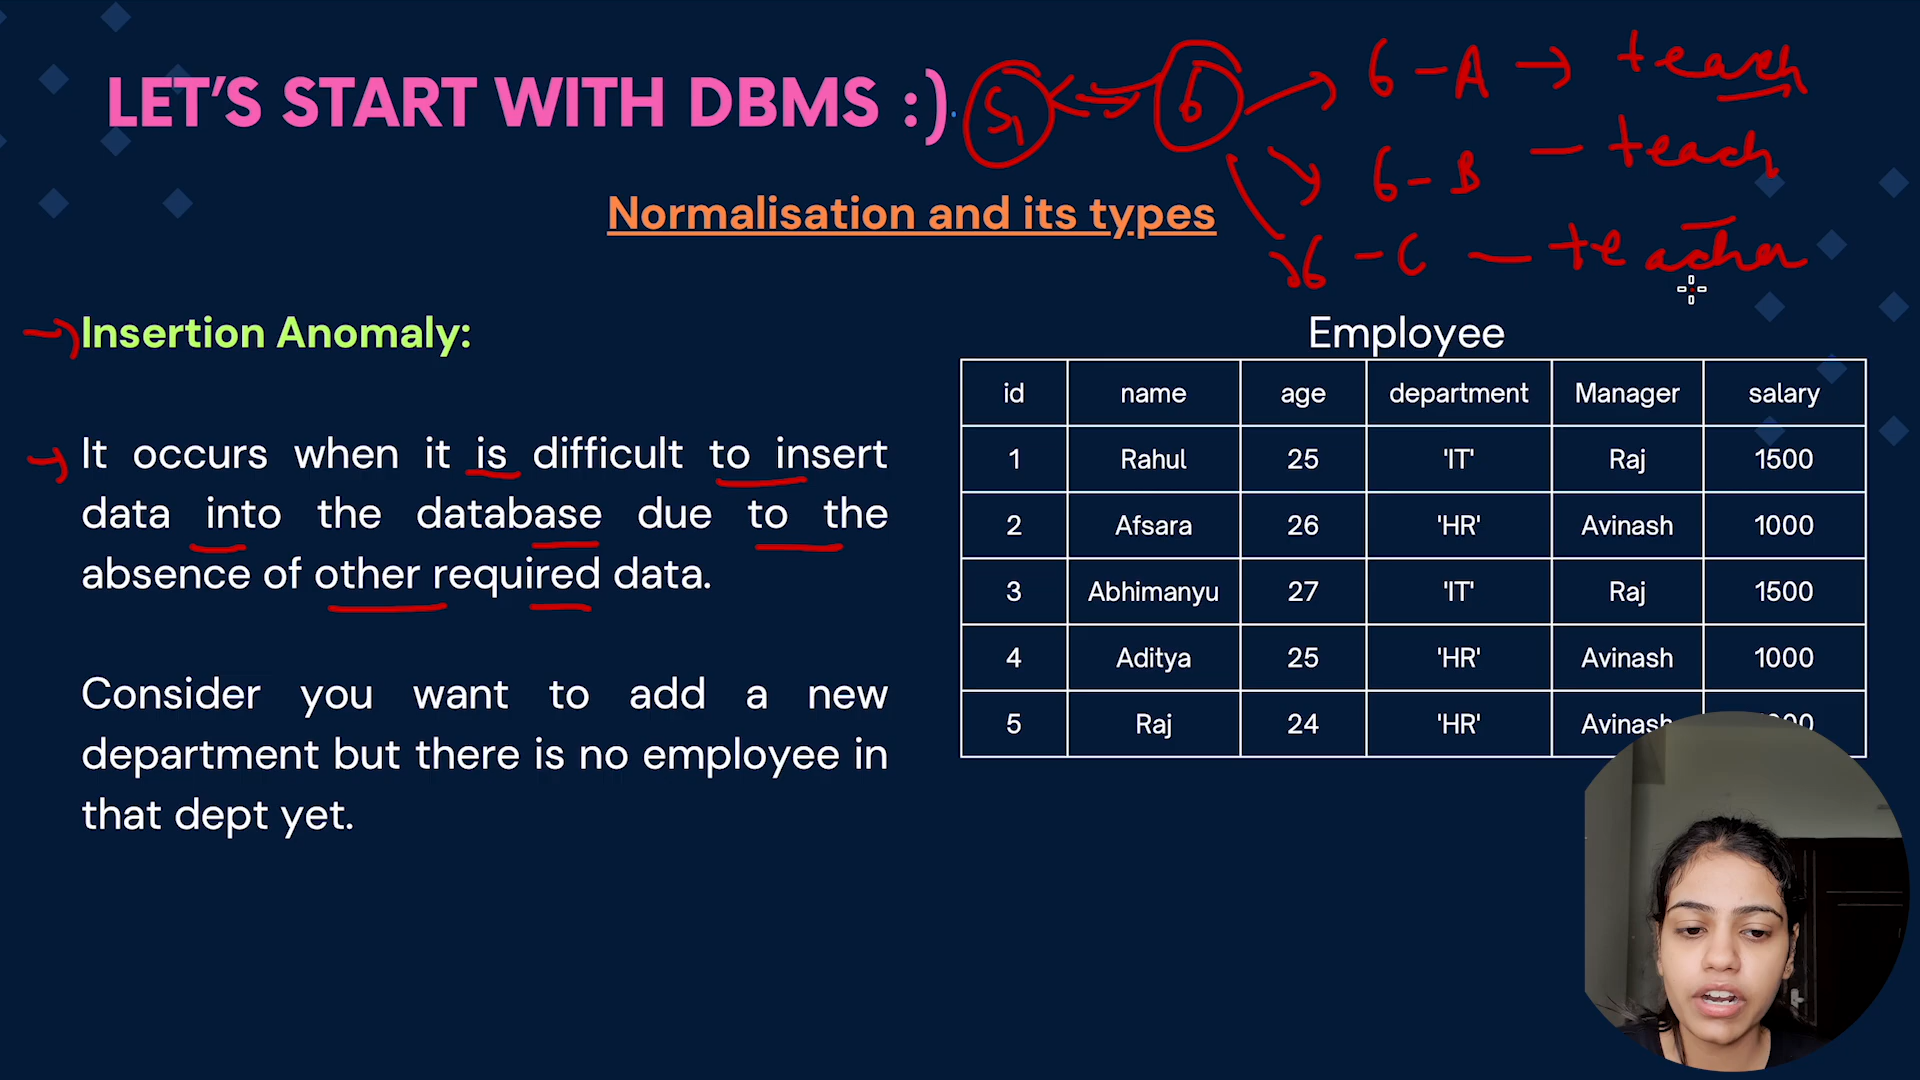 LET'S START WITH DBMS :)
S1 6 6-A → teach
6-B - teach
6-C - teacher
Normalisation and its types
Insertion Anomaly:
It occurs when it is difficult to insert
data into the database due to the
absence of other required data.
Consider you want to add a new
department but there is no employee in
that dept yet.
Employee
id name age department Manager salary
1 Rahul 25 'IT' Raj 1500
2 Afsara 26 'HR' Avinash 1000
3 Abhimanyu 27 'IT' Raj 1500
4 Aditya 25 'HR' Avinash 1000
5 Raj 24 'HR' Avinash